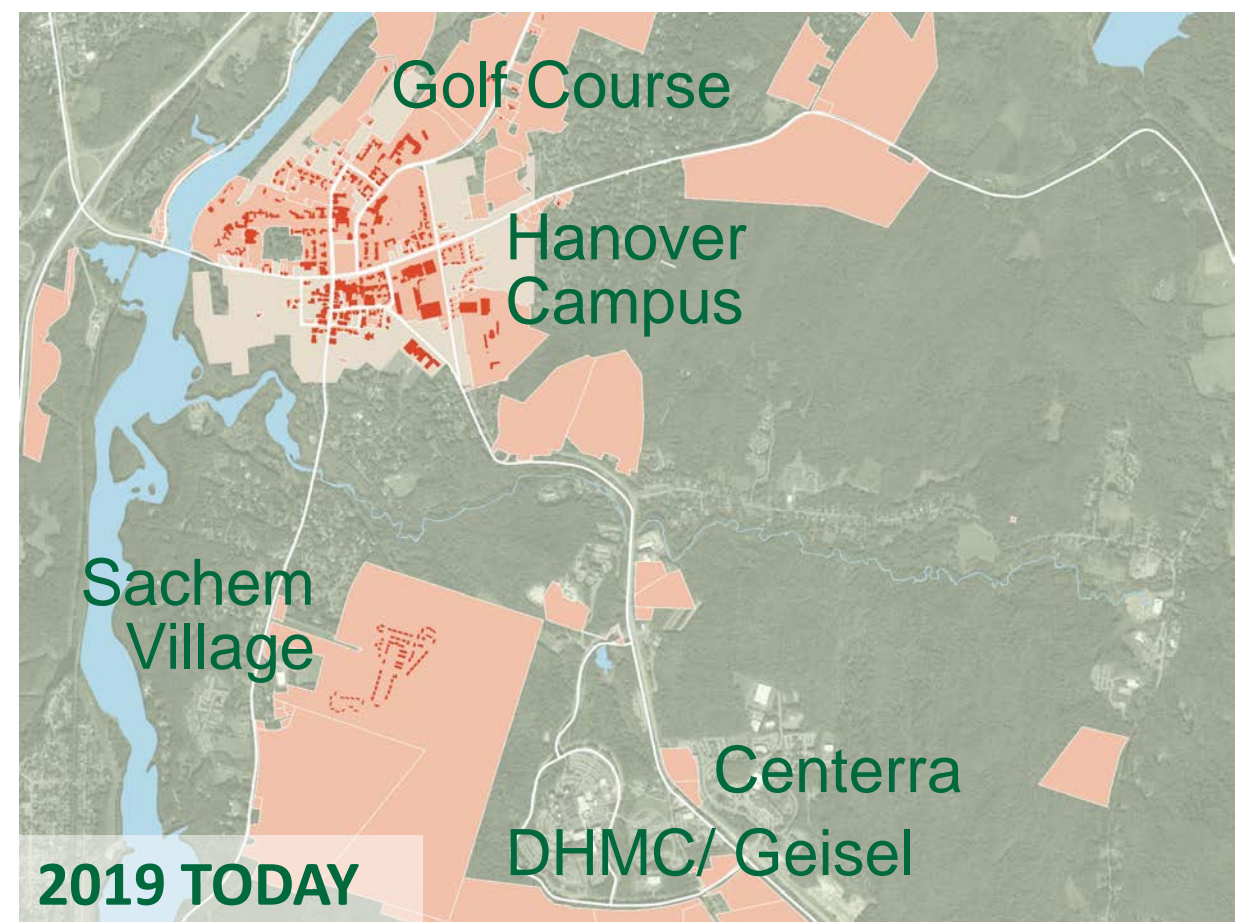 Golf Course
Hanover
Campus
Sachem
Village
Centerra
DHMC/ Geisel
2019 TODAY